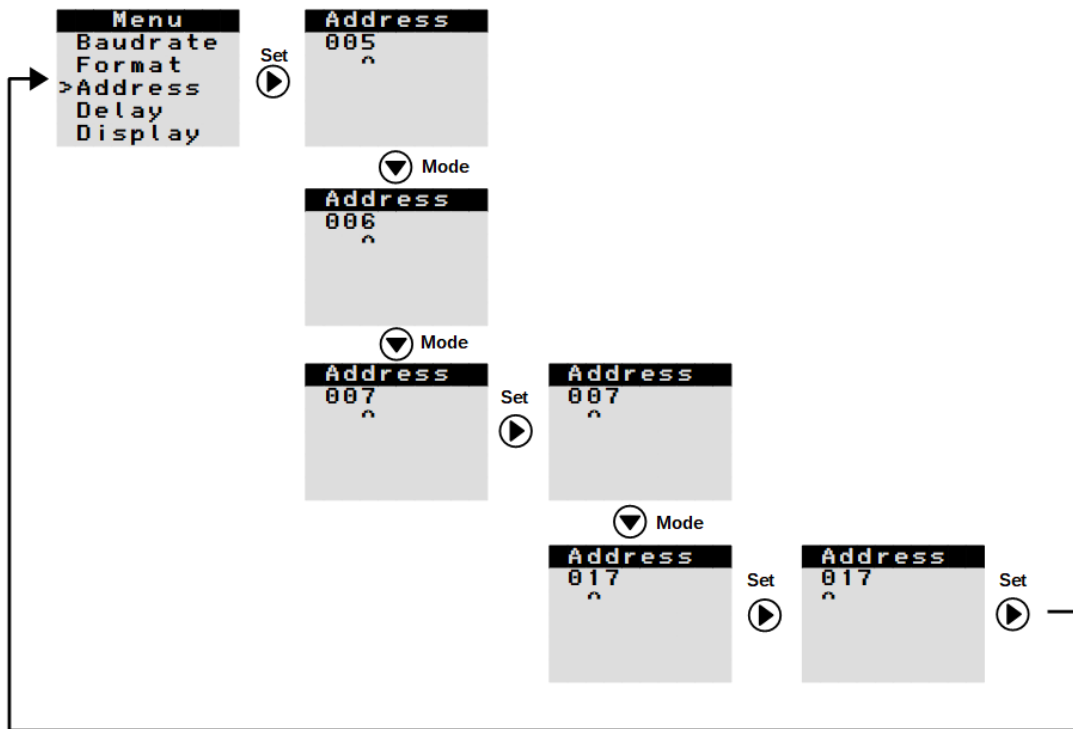 Menu
Baudrate
Format
>Address
Delay
Display
Set
Address
005
Mode
Address
006
Mode
Address
007
Set
Address
007
Mode
Address
017
Set
Address
017
Set